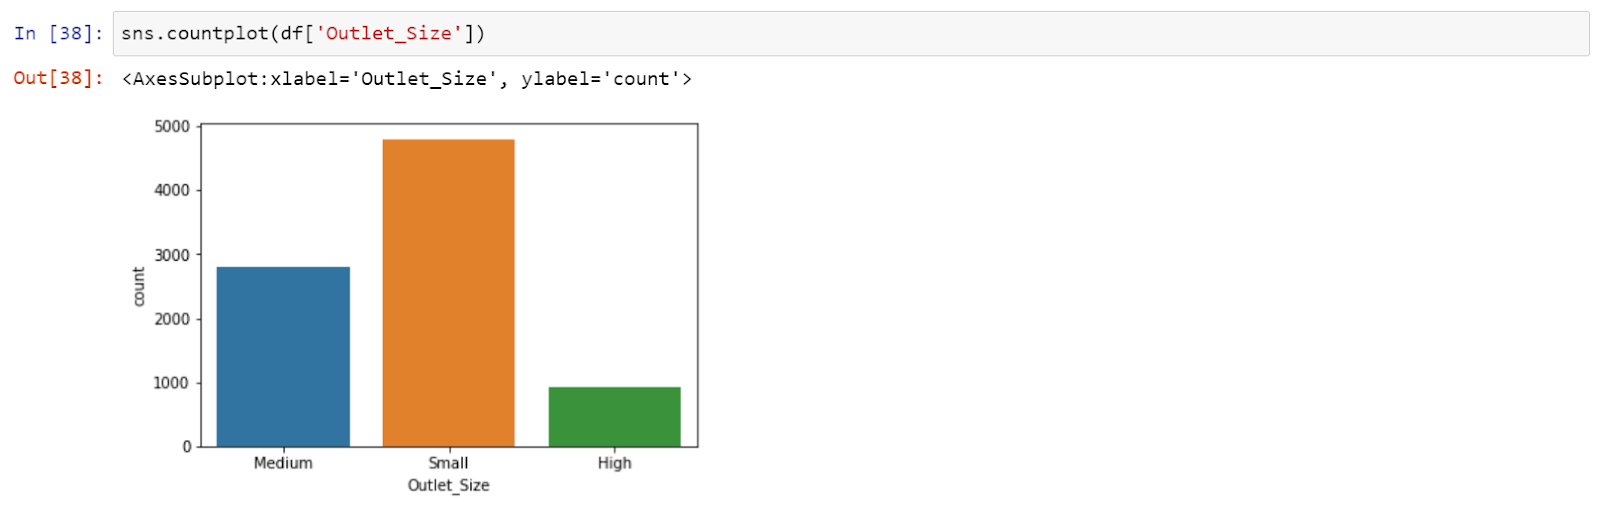 In [38]: sns.countplot(df['Outlet_Size'])
Out[38]: <AxesSubplot:xlabel='Outlet_Size', ylabel='count'>
5000
4000
3000
2000
1000
0
count
Medium Small High
Outlet_Size